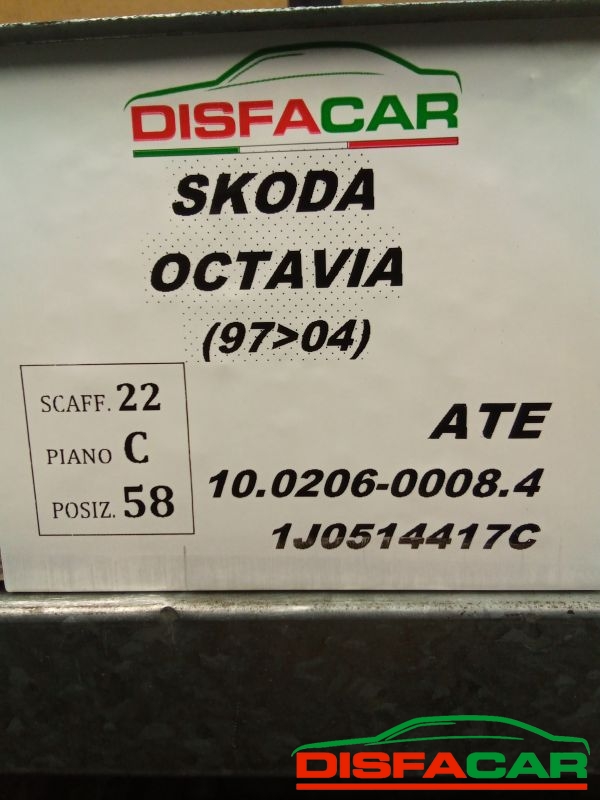 DISFACAR
SKODA
OCTAVIA
(97>04)
SCAFF. 22
PIANO C
POSIZ. 58
ATE
10.0206-0008.4
1J0514417C
DISFACAR